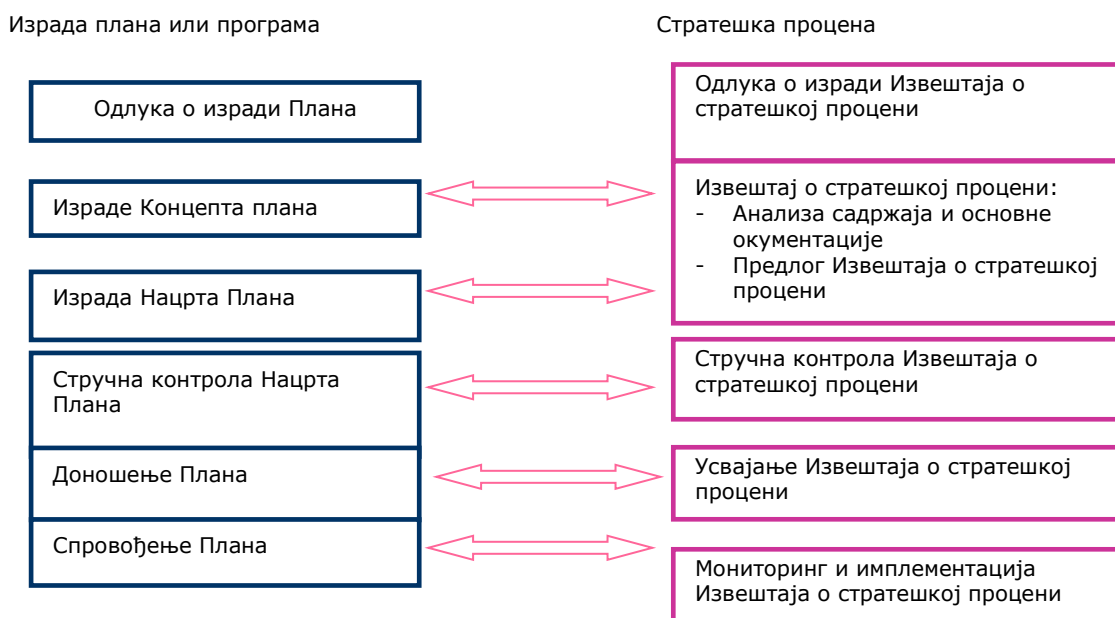 Израда плана или програма
Стратешка процена
Одлука о изради Плана
Израде Концепта плана
Израда Нацрта Плана
Стручна контрола Нацрта
Плана
Доношење Плана
Спровођење Плана
Одлука о изради Извештаја о
стратешкој процени
Извештај о стратешкој процени:
- Анализа садржаја и основне
окументације
- Предлог Извештаја о стратешкој
процени
Стручна контрола Извештаја о
стратешкој процени
Усвајање Извештаја о стратешкој
процени
Мониторинг и имплементација
Извештаја о стратешкој процени